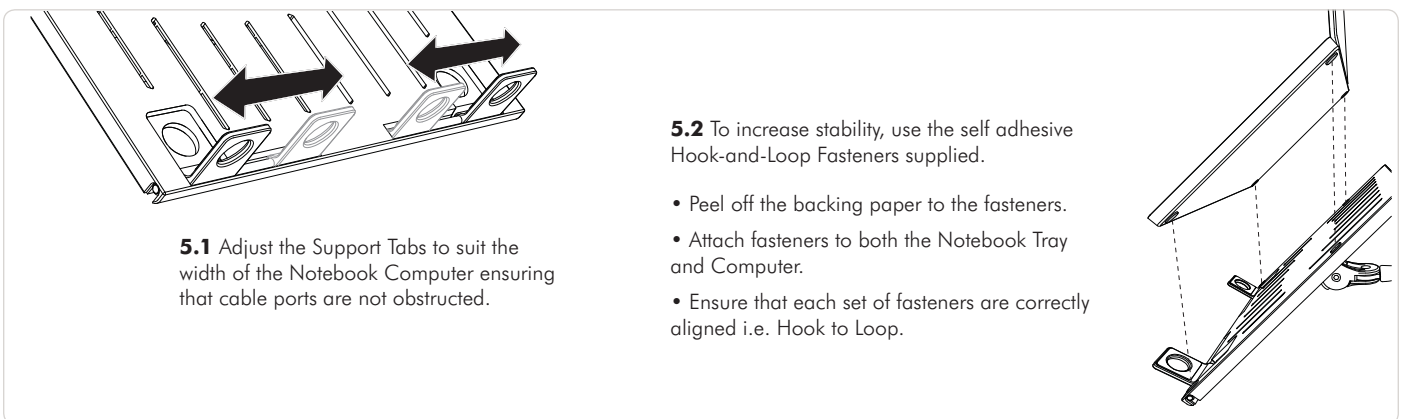 5.1 Adjust the Support Tabs to suit the
width of the Notebook Computer ensuring
that cable ports are not obstructed.
5.2 To increase stability, use the self adhesive
Hook-and-Loop Fasteners supplied.
• Peel off the backing paper to the fasteners.
• Attach fasteners to both the Notebook Tray
and Computer.
• Ensure that each set of fasteners are correctly
aligned i.e. Hook to Loop.